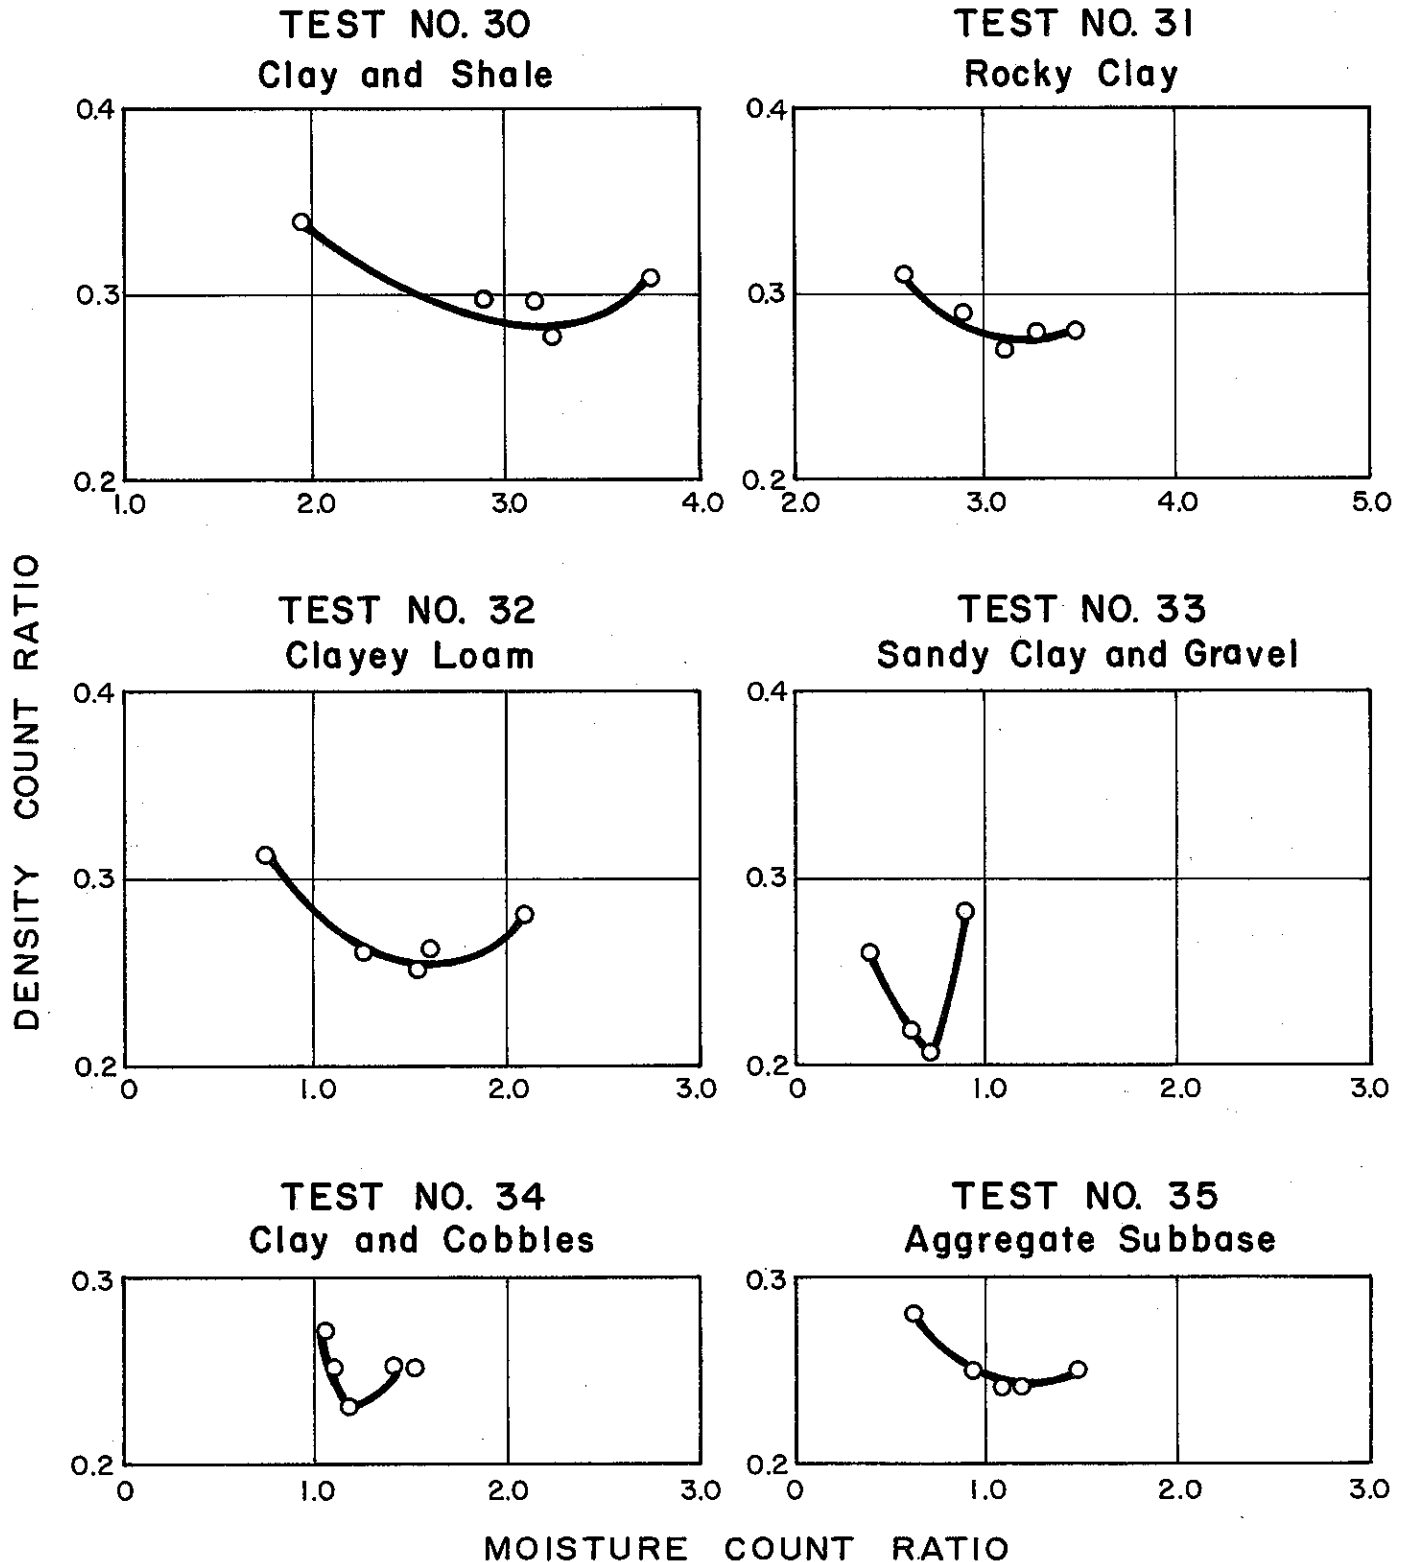 TEST NO. 30
Clay and Shale
0.4
0.3
0.2
1.0 2.0 3.0 4.0
TEST NO. 31
Rocky Clay
0.4
0.3
0.2
2.0 3.0 4.0 5.0
DENSITY COUNT RATIO
TEST NO. 32
Clayey Loam
0.4
0.3
0.2
0 1.0 2.0 3.0
TEST NO. 33
Sandy Clay and Gravel
0.4
0.3
0.2
0 1.0 2.0 3.0
TEST NO. 34
Clay and Cobbles
0.3
0.2
0 1.0 2.0 3.0
TEST NO. 35
Aggregate Subbase
0.3
0.2
0 1.0 2.0 3.0
MOISTURE COUNT RATIO